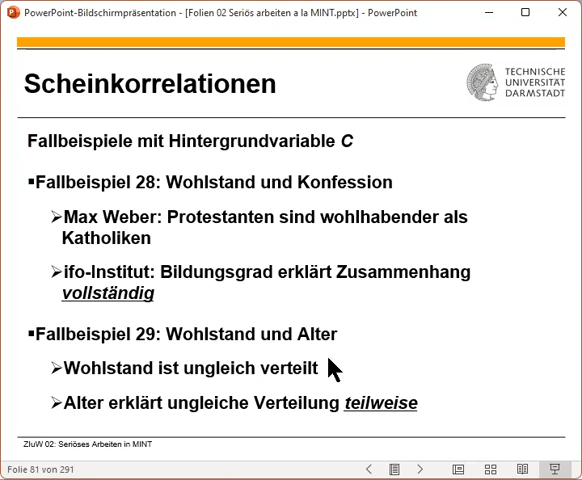 PowerPoint-Bildschirmpräsentation - [Folien 02 Seriös arbeiten a la MINT.pptx] - PowerPoint
Scheinkorrelationen
TECHNISCHE
UNIVERSITÄT
DARMSTADT
Fallbeispiele mit Hintergrundvariable C
▪Fallbeispiel 28: Wohlstand und Konfession
➢Max Weber: Protestanten sind wohlhabender als
Katholiken
➢ifo-Institut: Bildungsgrad erklärt Zusammenhang
vollständig
▪Fallbeispiel 29: Wohlstand und Alter
➢Wohlstand ist ungleich verteilt
➢Alter erklärt ungleiche Verteilung teilweise
ZIuW 02: Seriöses Arbeiten in MINT
Folie 81 von 291